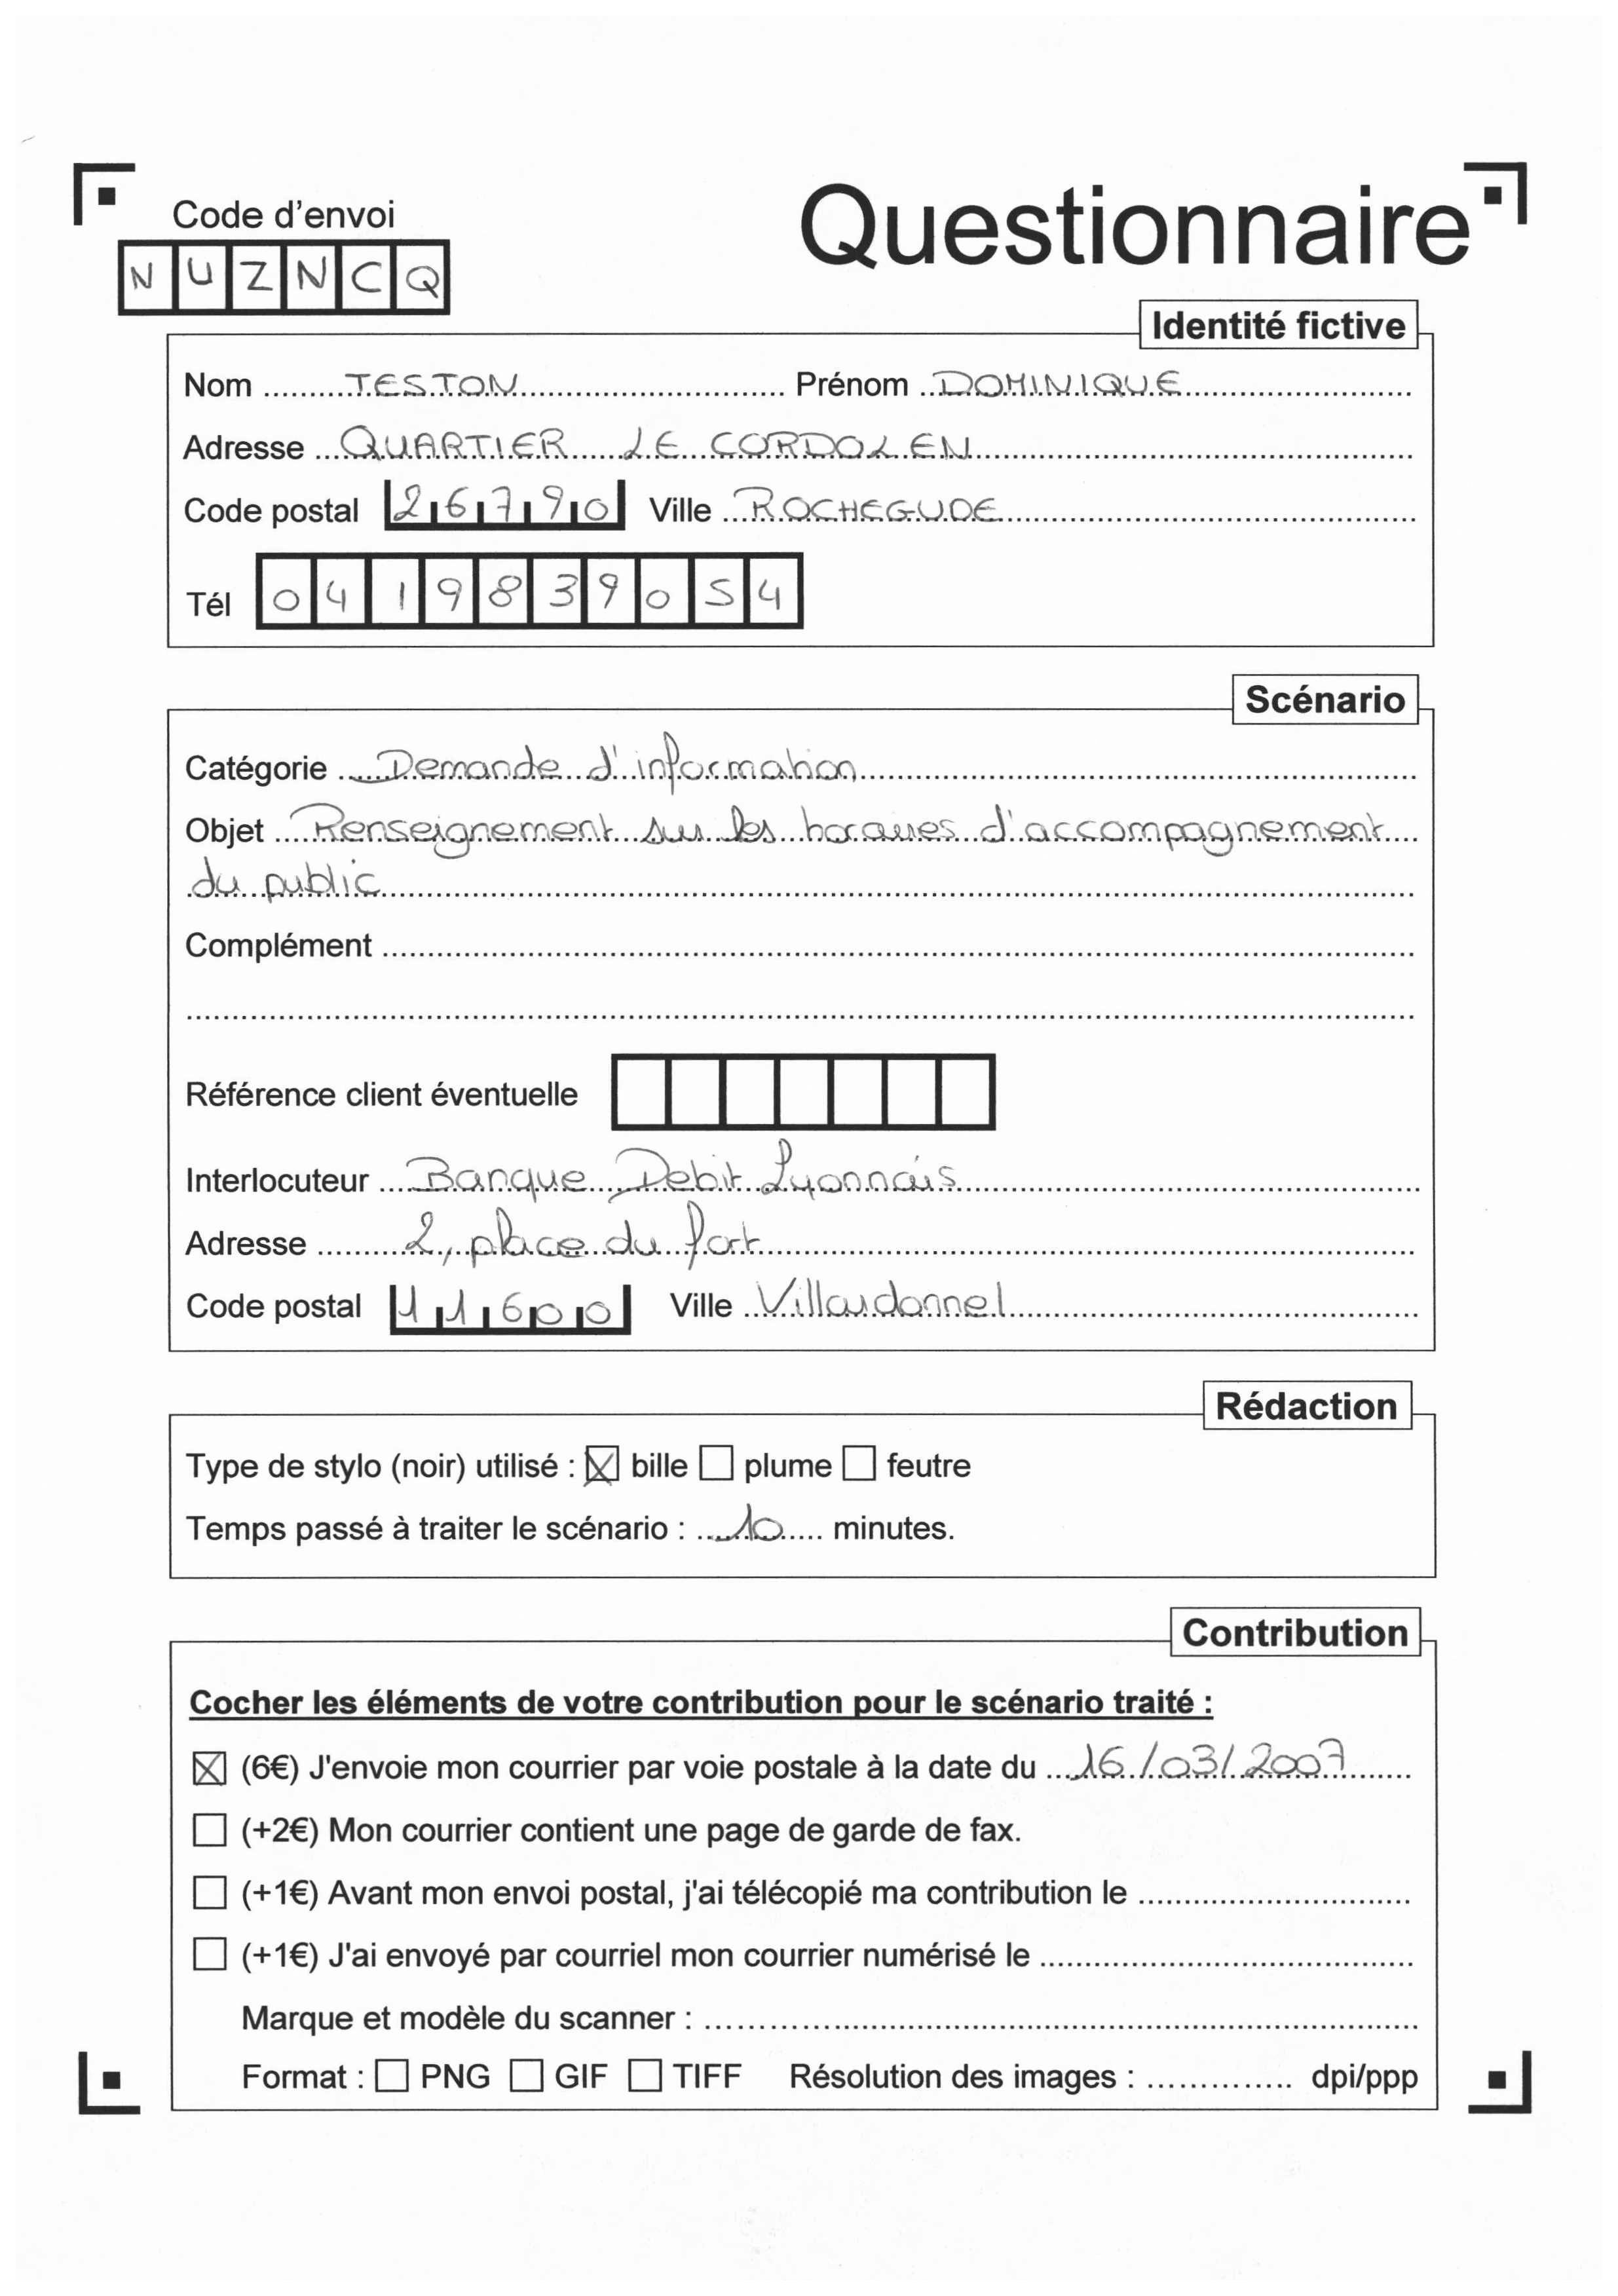 Code d'envoi
Questionnaire
N U Z N C Q
Identité fictive
Nom TESTON Prénom DOMINIQUE
Adresse QUARTIER LE CORDOLEN
Code postal 26790 Ville ROCHEGUDE
Tél 0419839054
Scénario
Catégorie Demande d'information
Objet Renseignement sur les horaires d'accompagnement
du public
Complément
Référence client éventuelle
Interlocuteur Banque Debit Lyonnais
Adresse 2, place du fort
Code postal 11600 Ville Villardonnel
Rédaction
Type de stylo (noir) utilisé : ☒ bille ☐ plume ☐ feutre
Temps passé à traiter le scénario : 10 minutes.
Contribution
Cocher les éléments de votre contribution pour le scénario traité :
☒ (6€) J'envoie mon courrier par voie postale à la date du 16/03/2007
☐ (+2€) Mon courrier contient une page de garde de fax.
☐ (+1€) Avant mon envoi postal, j'ai télécopié ma contribution le
☐ (+1€) J'ai envoyé par courriel mon courrier numérisé le
Marque et modèle du scanner :
Format : ☐ PNG ☐ GIF ☐ TIFF Résolution des images : dpi/ppp